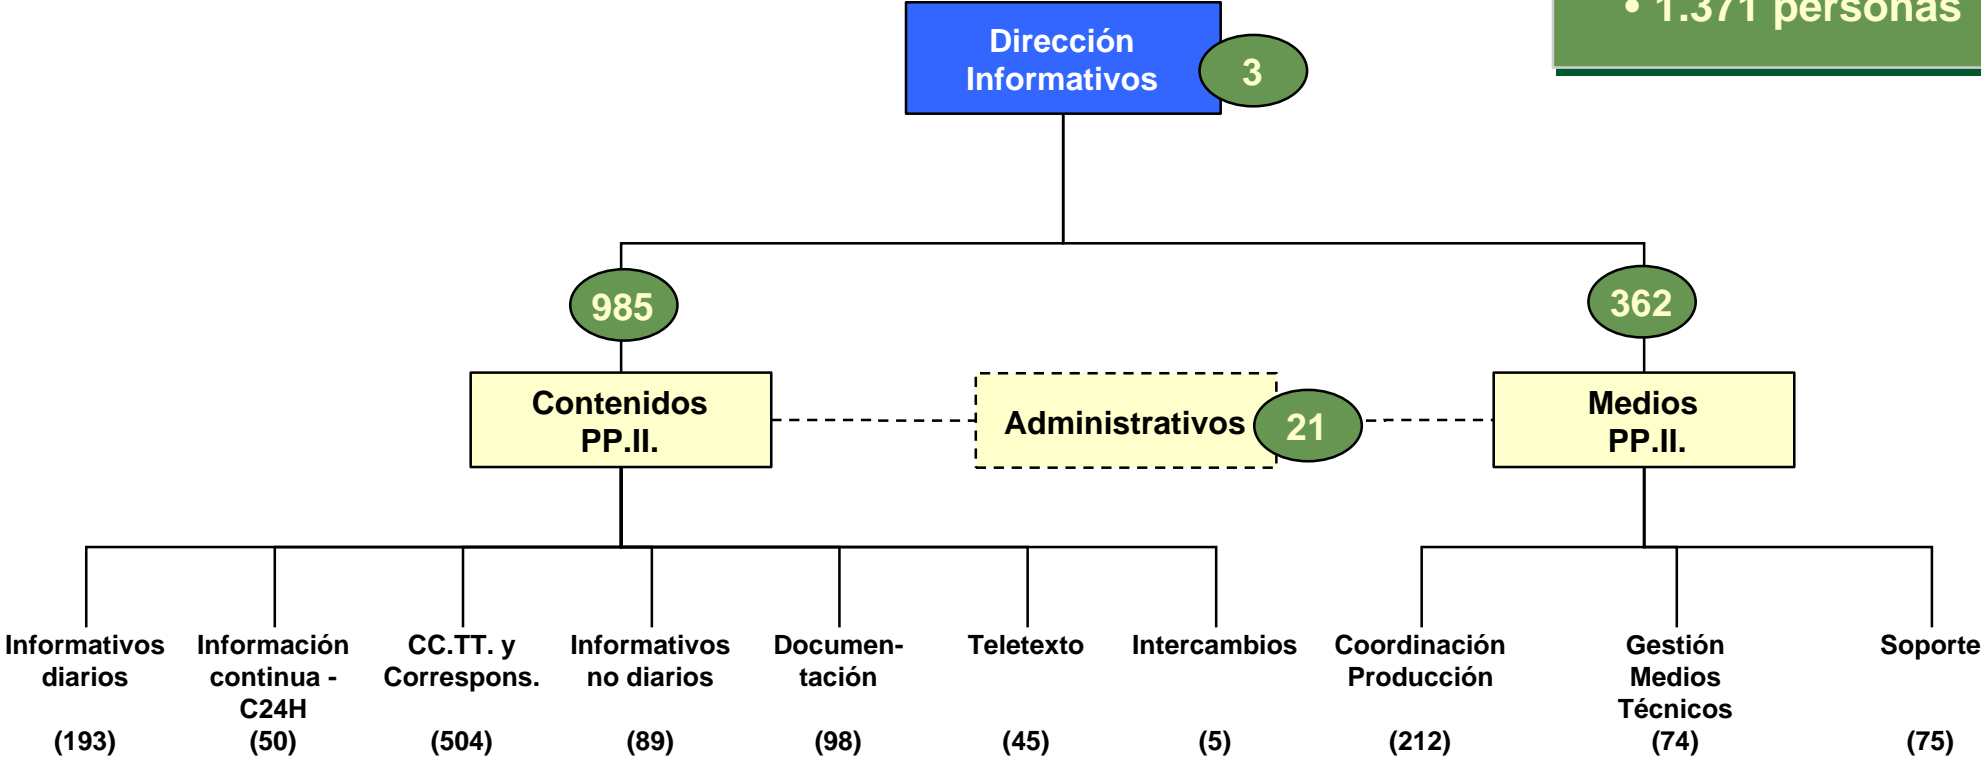 • 1.371 personas
Dirección
Informativos
3
985
362
Contenidos
PP.II.
Administrativos
21
Medios
PP.II.
Informativos
diarios
(193)
Información
continua -
C24H
(50)
CC.TT. y
Correspons.
(504)
Informativos
no diarios
(89)
Documen-
tación
(98)
Teletexto
(45)
Intercambios
(5)
Coordinación
Producción
(212)
Gestión
Medios
Técnicos
(74)
Soporte
(75)